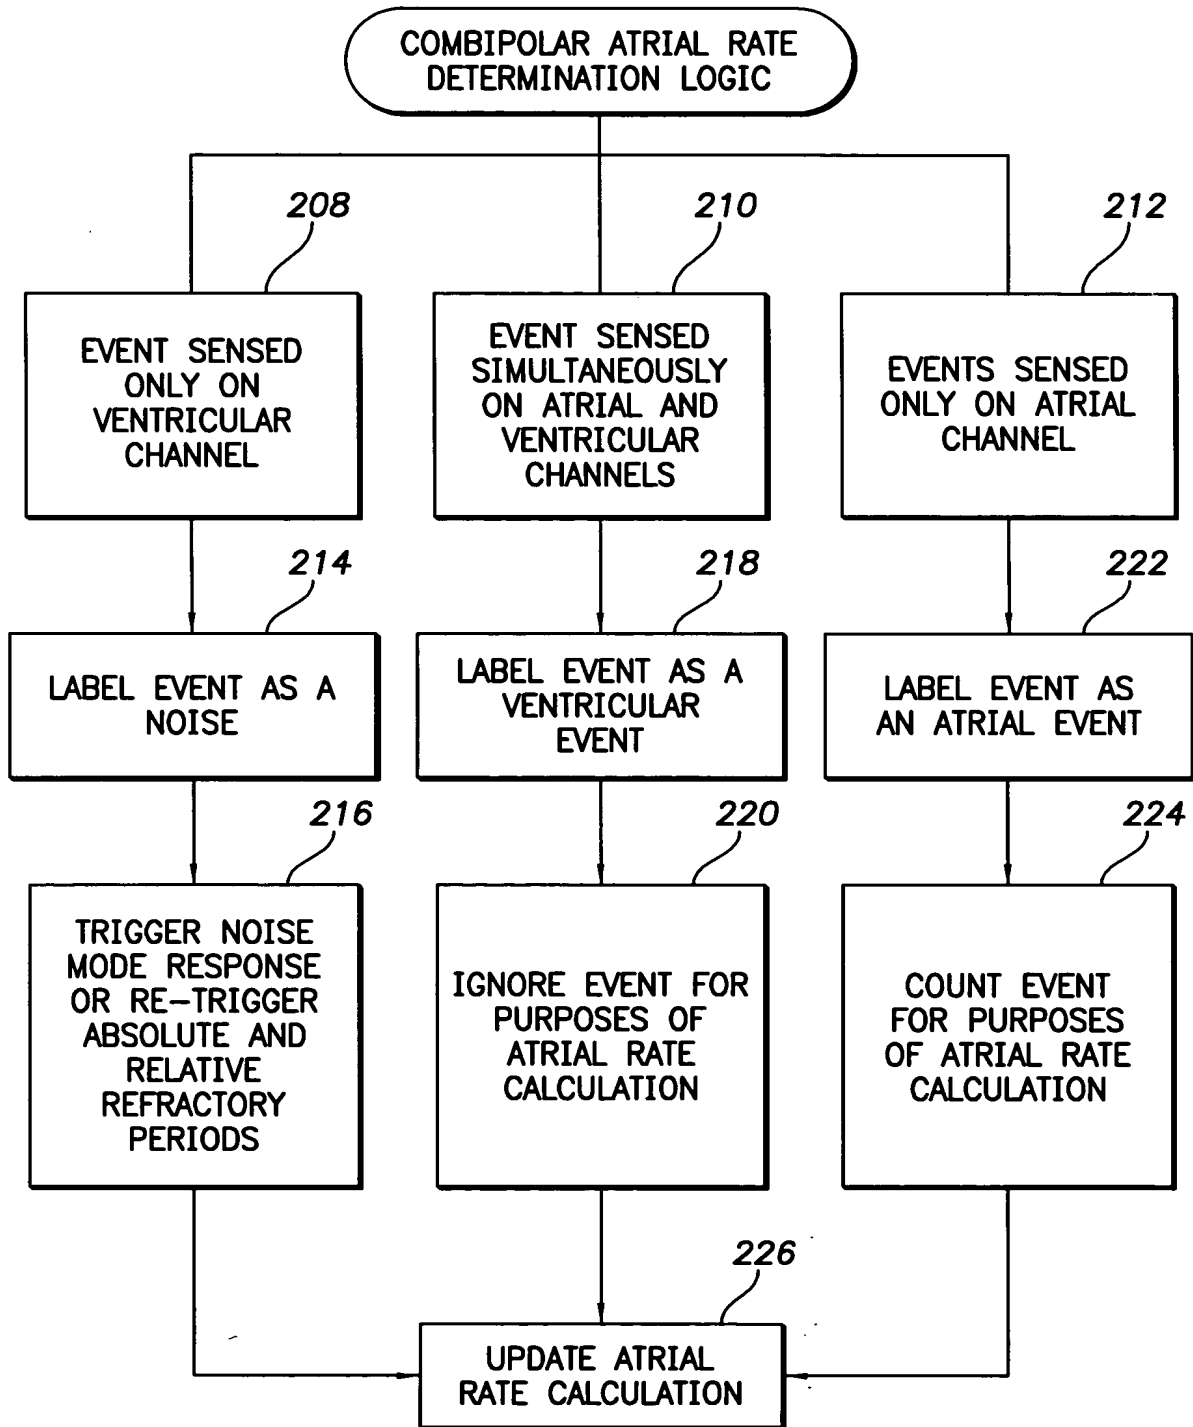 COMBIPOLAR ATRIAL RATE
DETERMINATION LOGIC
208
EVENT SENSED
ONLY ON
VENTRICULAR
CHANNEL
210
EVENT SENSED
SIMULTANEOUSLY
ON ATRIAL AND
VENTRICULAR
CHANNELS
212
EVENTS SENSED
ONLY ON ATRIAL
CHANNEL
214
LABEL EVENT AS A
NOISE
218
LABEL EVENT AS A
VENTRICULAR
EVENT
222
LABEL EVENT AS
AN ATRIAL EVENT
216
TRIGGER NOISE
MODE RESPONSE
OR RE-TRIGGER
ABSOLUTE AND
RELATIVE
REFRACTORY
PERIODS
220
IGNORE EVENT FOR
PURPOSES OF
ATRIAL RATE
CALCULATION
224
COUNT EVENT
FOR PURPOSES
OF ATRIAL RATE
CALCULATION
226
UPDATE ATRIAL
RATE CALCULATION